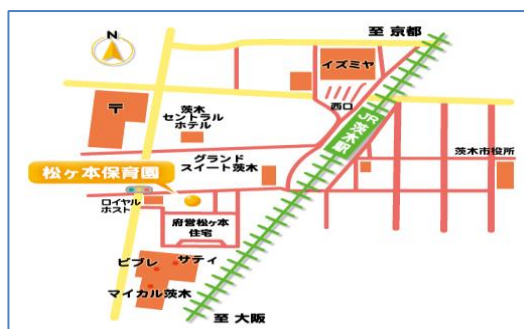 至 京都
N
イズミヤ
〒
茨木
セントラル
ホテル
西口
JR茨木駅
グランド
スイート茨木
茨木市役所
松ヶ本保育園
ロイヤル
ホスト
府営松ヶ本
住宅
ビブレ
サティ
マイカル茨木
至 大阪